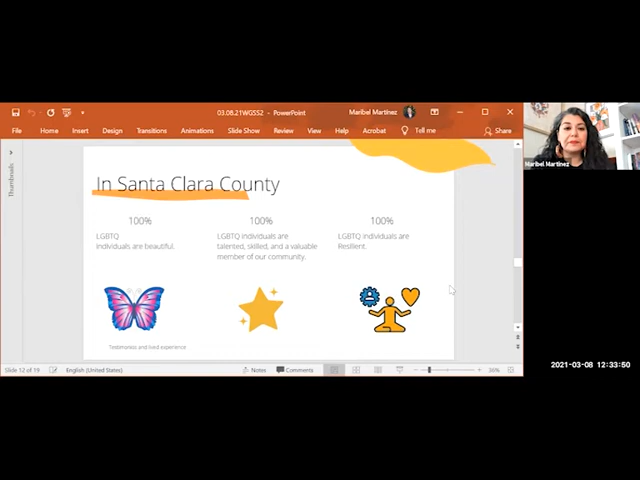 03.08.21WGSS2 - PowerPoint
Maribel Martinez
File Home Insert Design Transitions Animations Slide Show Review View Help Acrobat Tell me Share
Thumbnails
In Santa Clara County
100%
LGBTQ
Individuals are beautiful.
100%
LGBTQ individuals are
talented, skilled, and a valuable
member of our community.
100%
LGBTQ individuals are
Resilient.
Testimonies and lived experience
Slide 12 of 19 English (United States) Notes Comments 36%
Maribel Martinez
2021-03-08 12:33:50